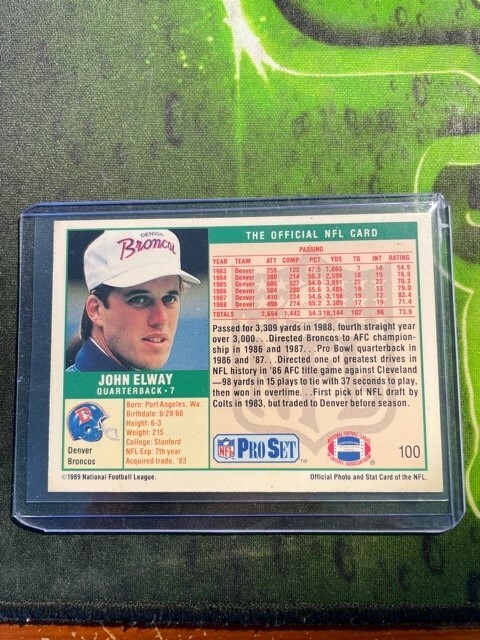 THE OFFICIAL NFL CARD
DENVER
Broncos
PASSING
YEAR TEAM ATT COMP PCT YDS TD INT RATING
1983 Denver 259 123 47.5 1,663 7 14 54.9
1984 Denver 380 214 56.3 2,598 18 15 76.8
1985 Denver 605 327 54.0 3,891 22 23 70.2
1986 Denver 504 280 55.6 3,485 19 13 79.0
1987 Denver 410 224 54.6 3,198 19 12 83.4
1988 Denver 496 274 55.2 3,309 17 19 71.4
TOTALS 2,654 1,442 54.3 18,144 102 96 73.6
Passed for 3,309 yards in 1988, fourth straight year
over 3,000...Directed Broncos to AFC champion-
ship in 1986 and 1987...Pro Bowl quarterback in
1986 and '87...Directed one of greatest drives in
NFL history in '86 AFC title game against Cleveland
—98 yards in 15 plays to tie with 37 seconds to play,
then won in overtime...First pick of NFL draft by
Colts in 1983, but traded to Denver before season.
JOHN ELWAY
QUARTERBACK • 7
Denver
Broncos
Born: Port Angeles, Wa.
Birthdate: 6-28-60
Height: 6-3
Weight: 215
College: Stanford
NFL Exp: 7th year
Acquired trade, '83
NFL PRO SET ™
100
©1989 National Football League.
Official Photo and Stat Card of the NFL.